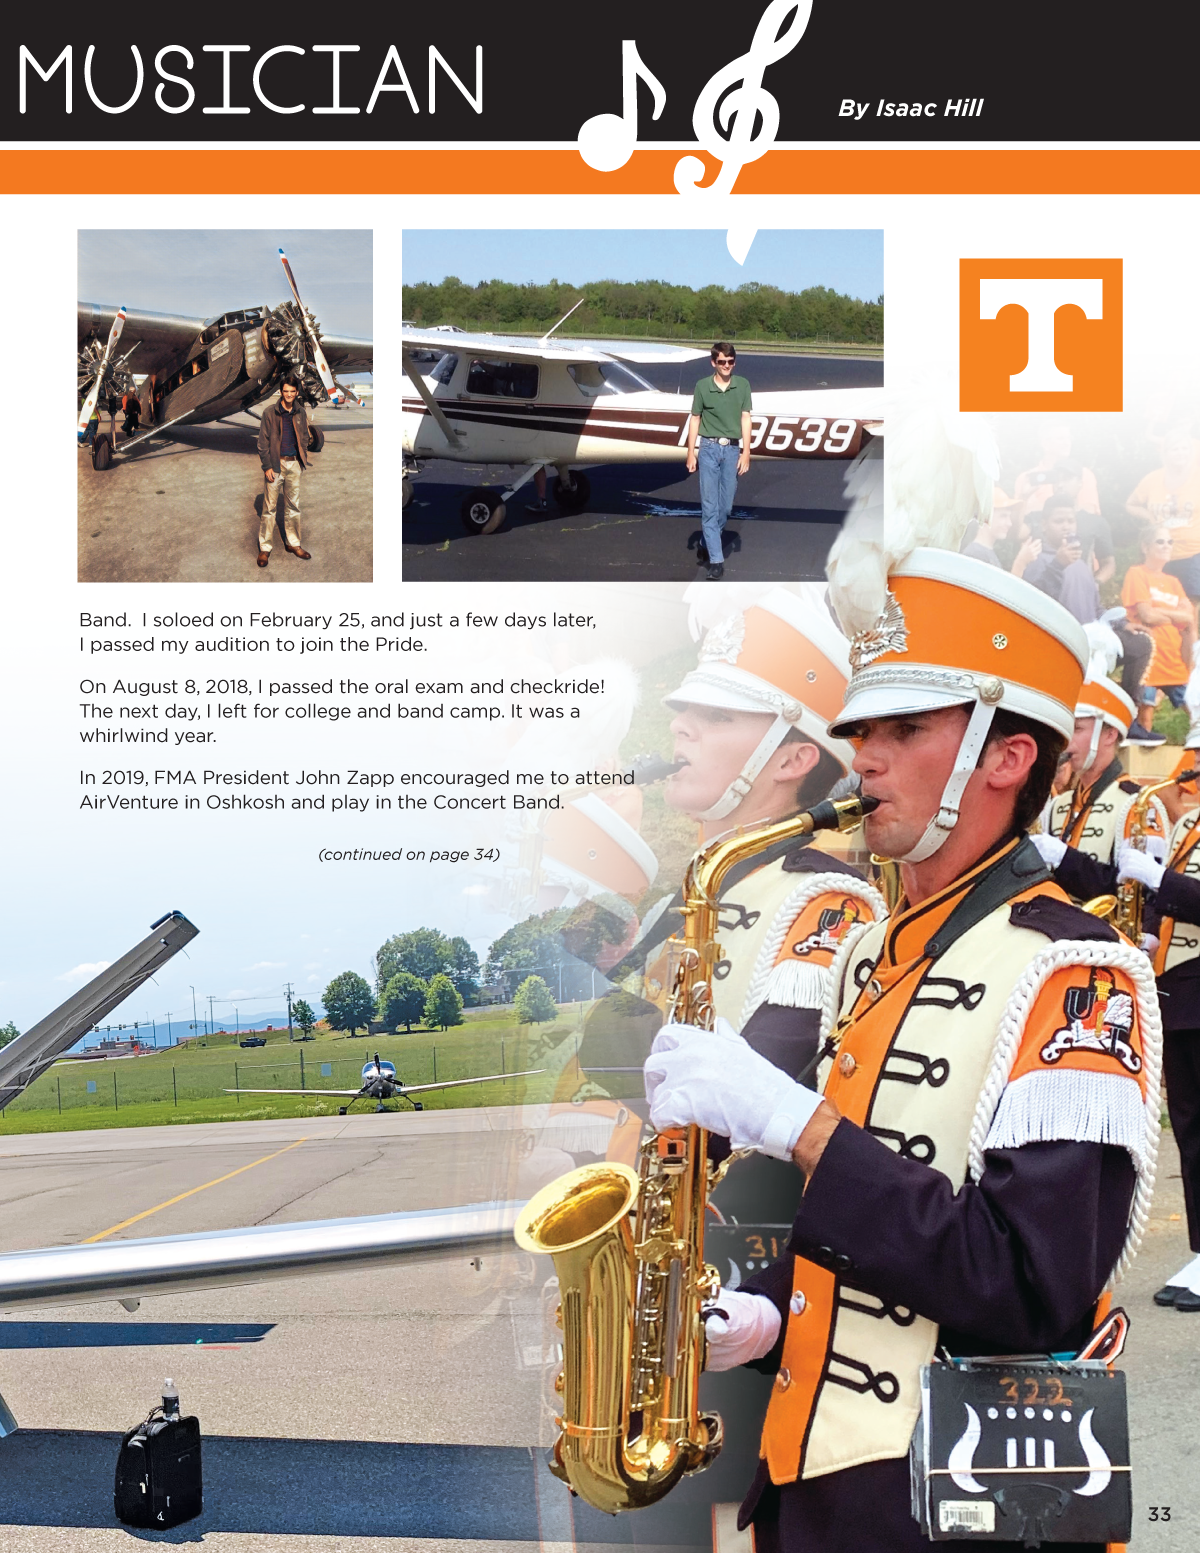 MUSICIAN
By Isaac Hill
T
9539
Band.  I soloed on February 25, and just a few days later,
I passed my audition to join the Pride.
On August 8, 2018, I passed the oral exam and checkride!
The next day, I left for college and band camp. It was a
whirlwind year.
In 2019, FMA President John Zapp encouraged me to attend
AirVenture in Oshkosh and play in the Concert Band.
(continued on page 34)
322
33